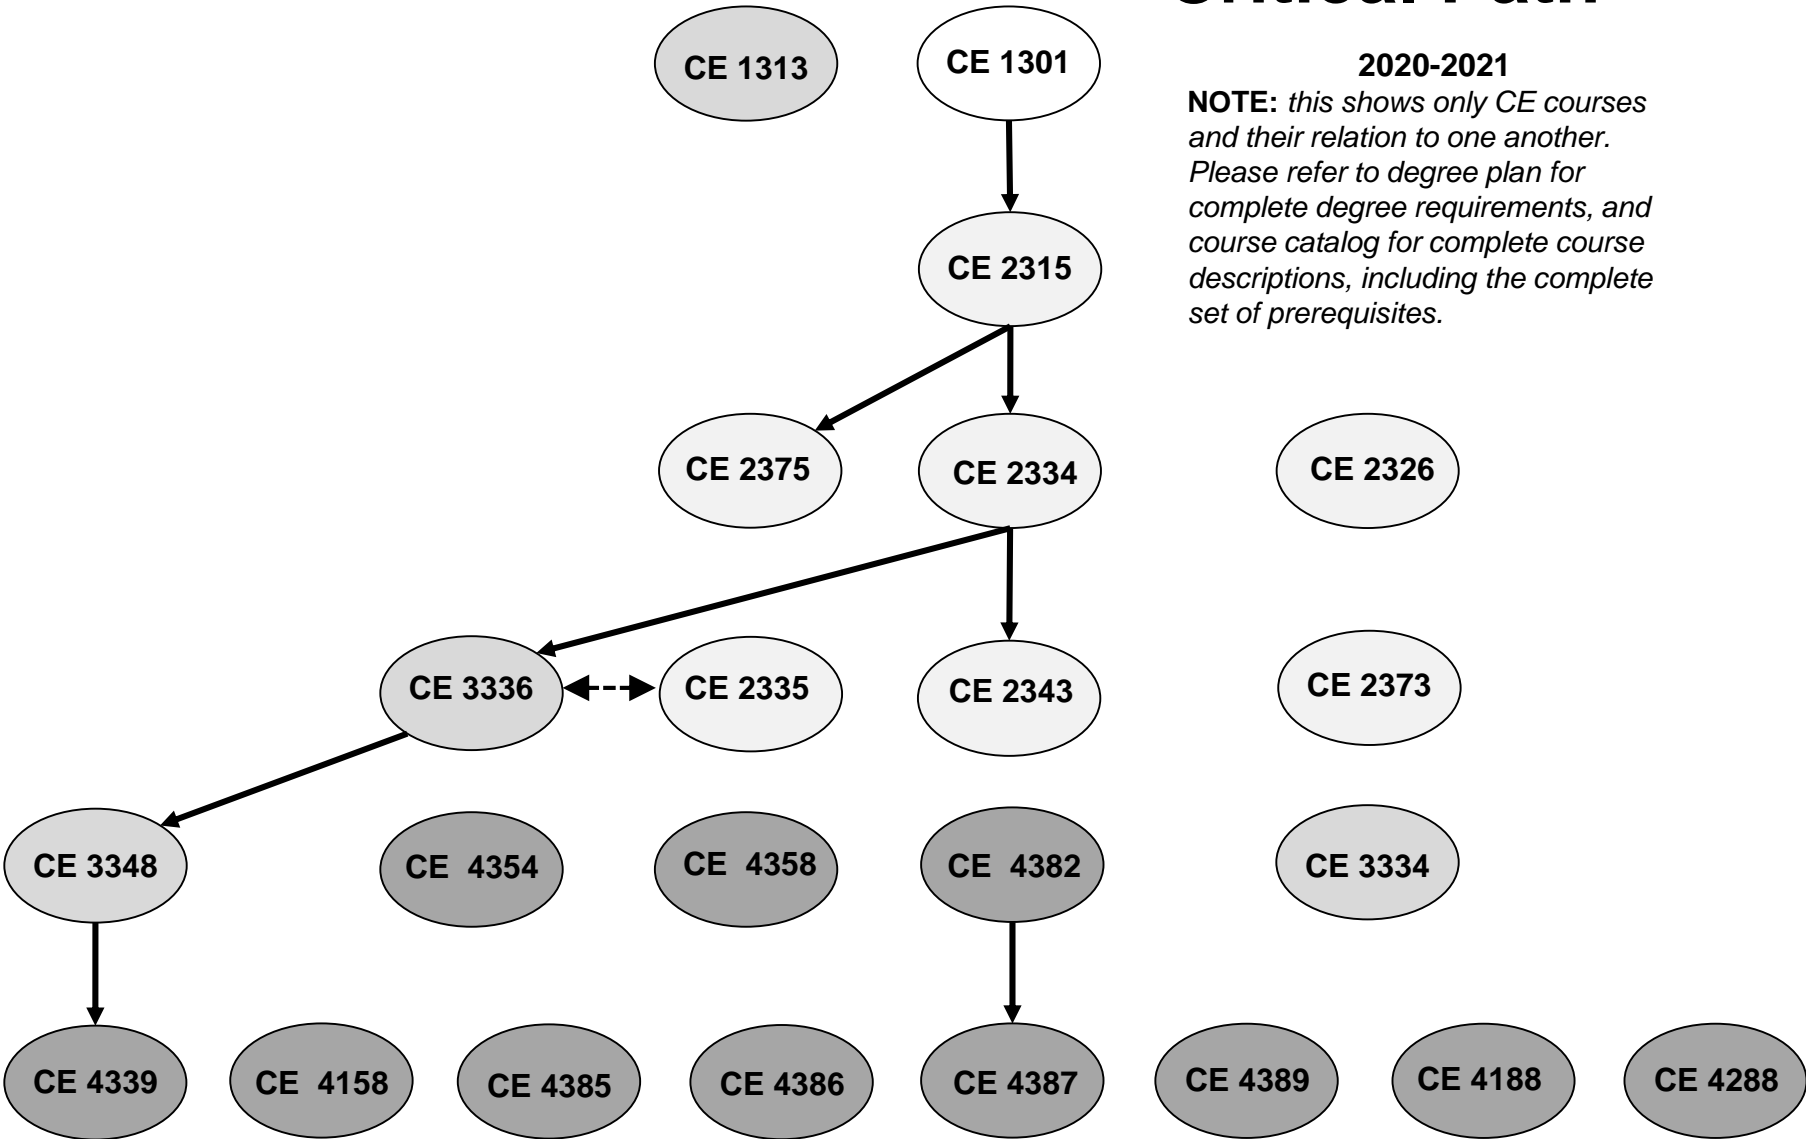 Critical Path
CE 1313
CE 1301
2020-2021
NOTE: this shows only CE courses
and their relation to one another.
Please refer to degree plan for
complete degree requirements, and
course catalog for complete course
descriptions, including the complete
set of prerequisites.
CE 2315
CE 2375
CE 2334
CE 2326
CE 3336
CE 2335
CE 2343
CE 2373
CE 3348
CE  4354
CE  4358
CE  4382
CE 3334
CE 4339
CE  4158
CE 4385
CE 4386
CE 4387
CE 4389
CE 4188
CE 4288